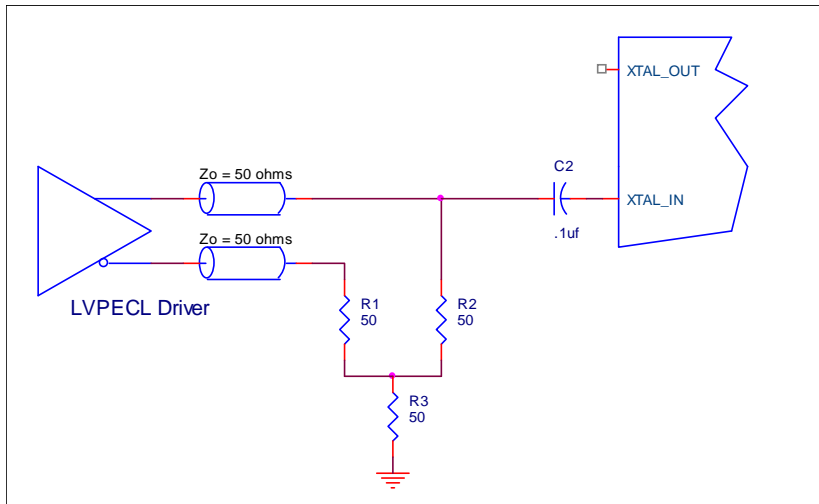 XTAL_OUT
C2
Zo = 50 ohms
XTAL_IN
.1uf
Zo = 50 ohms
LVPECL Driver
R1
50
R2
50
R3
50